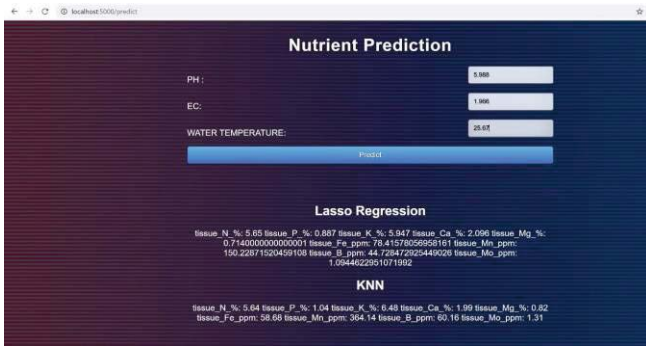 localhost:5000/predict
Nutrient Prediction
PH :
5.988
EC:
1.966
WATER TEMPERATURE:
25.67
Predict
Lasso Regression
tissue_N_%: 5.65 tissue_P_%: 0.887 tissue_K_%: 5.947 tissue_Ca_%: 2.096 tissue_Mg_%:
0.7140000000000001 tissue_Fe_ppm: 78.41578056958161 tissue_Mn_ppm:
150.22871520459108 tissue_B_ppm: 44.728472925449026 tissue_Mo_ppm:
1.0944622951071992
KNN
tissue_N_%: 5.64 tissue_P_%: 1.04 tissue_K_%: 6.48 tissue_Ca_%: 1.99 tissue_Mg_%: 0.82
tissue_Fe_ppm: 58.68 tissue_Mn_ppm: 364.14 tissue_B_ppm: 60.16 tissue_Mo_ppm: 1.31